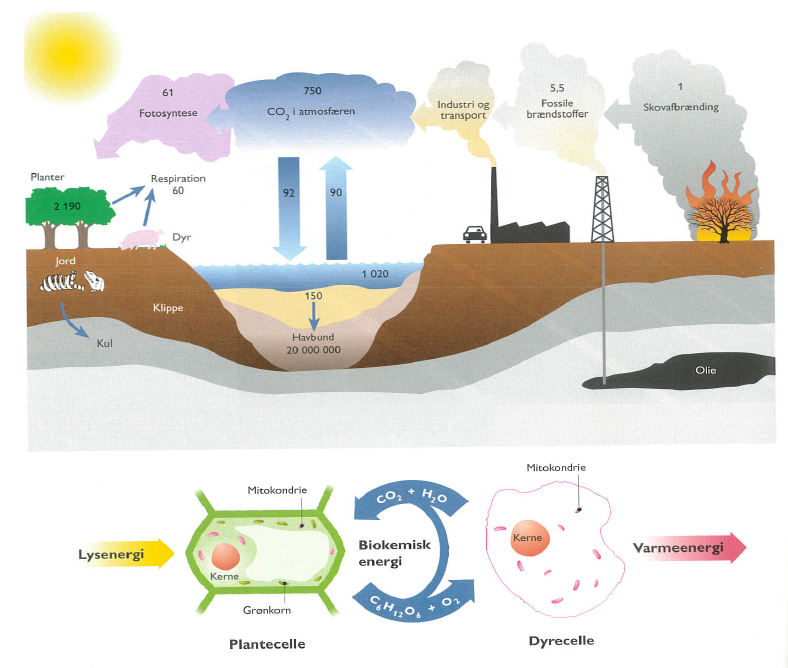 61
Fotosyntese
750
CO₂ i atmosfæren
Industri og
transport
5,5
Fossile
brændstoffer
1
Skovafbrænding
Planter
2 190
Respiration
60
Dyr
92
90
Jord
Klippe
Kul
1 020
150
Havbund
20 000 000
Olie
Lysenergi
Mitokondrie
Kerne
Grønkorn
Plantecelle
CO₂ + H₂O
Biokemisk
energi
C₆H₁₂O₆ + O₂
Mitokondrie
Kerne
Dyrecelle
Varmeenergi